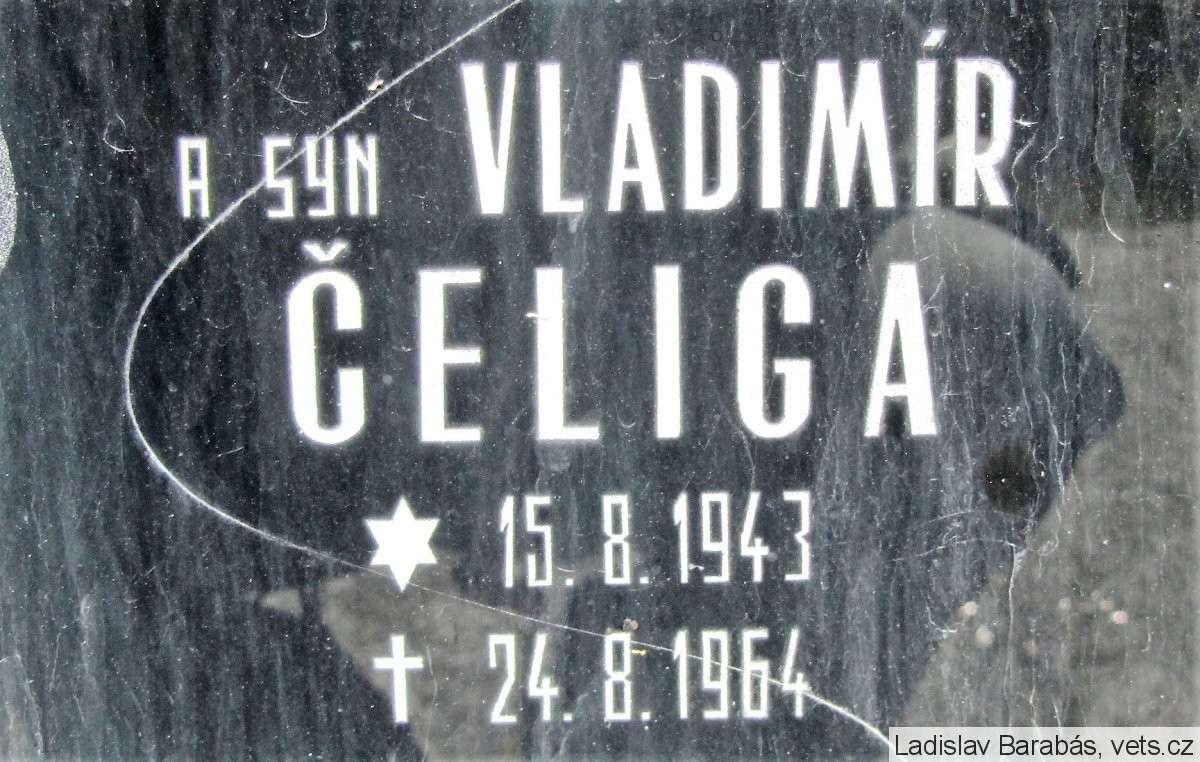 A SYN VLADIMÍR
ČELIGA
15. 8. 1943
24. 8. 1964
Ladislav Barabás, vets.cz